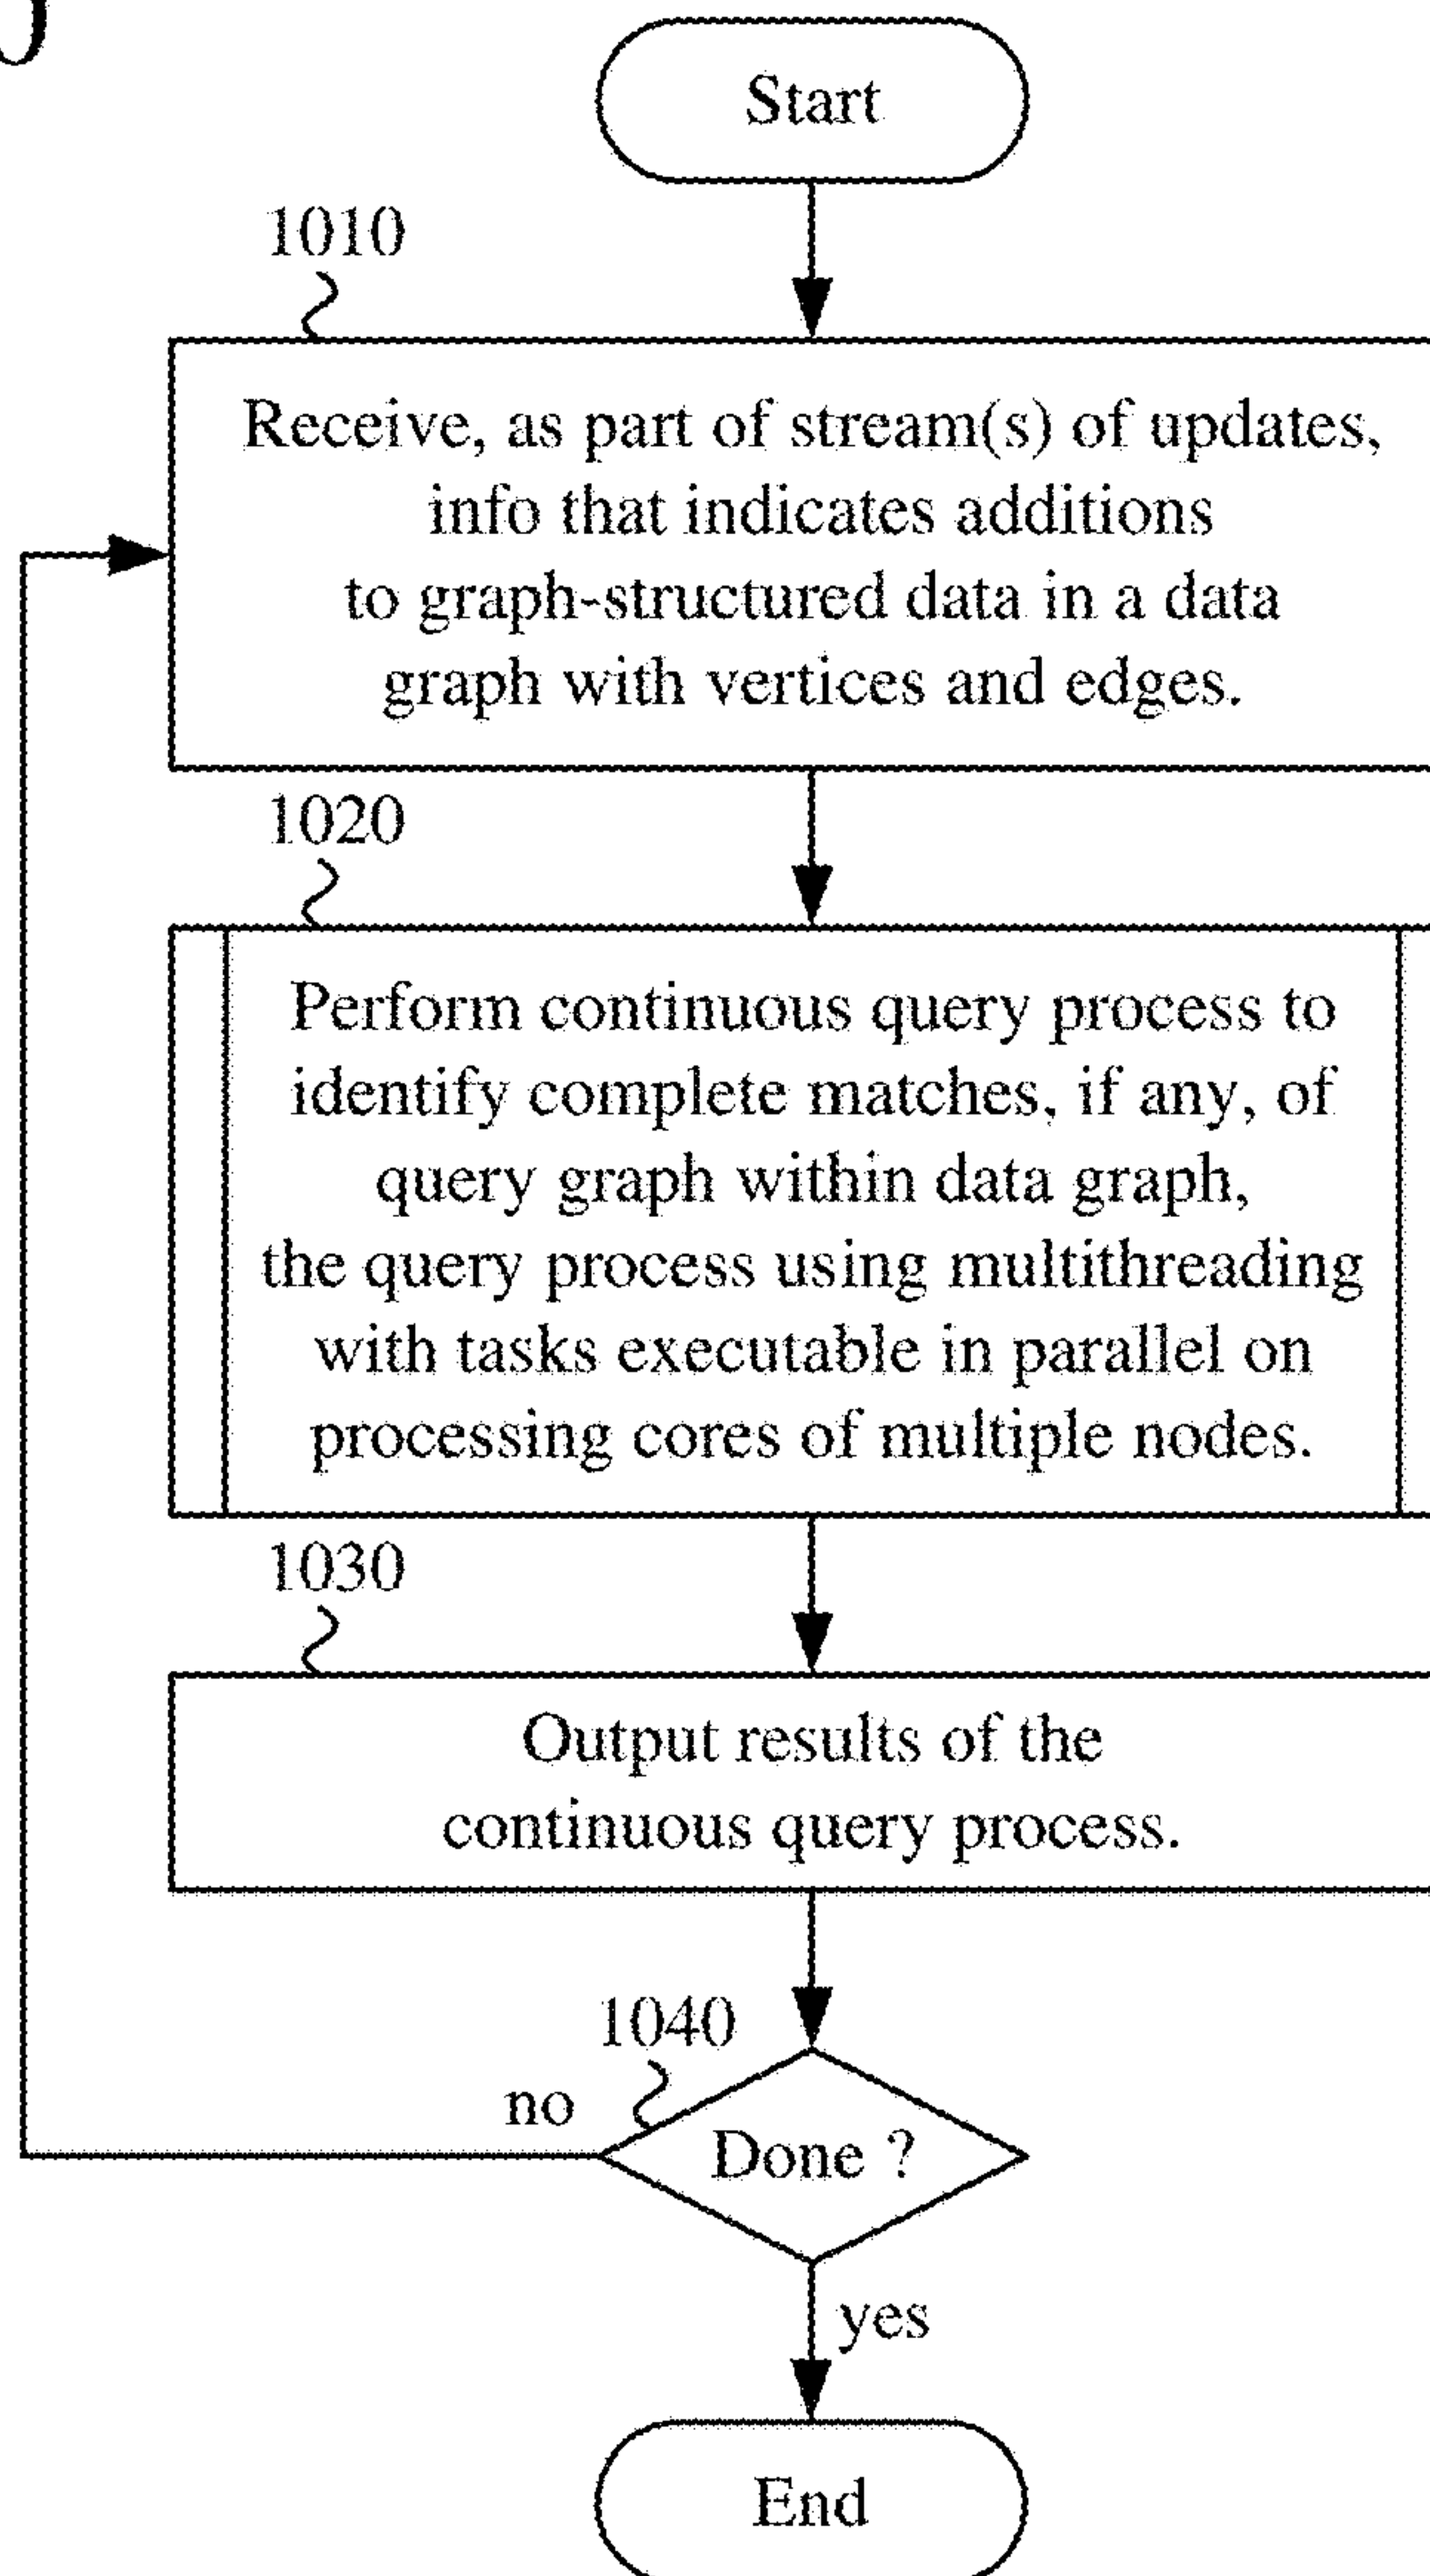 Start
1010
Receive, as part of stream(s) of updates,
info that indicates additions
to graph-structured data in a data
graph with vertices and edges.
1020
Perform continuous query process to
identify complete matches, if any, of
query graph within data graph,
the query process using multithreading
with tasks executable in parallel on
processing cores of multiple nodes.
1030
Output results of the
continuous query process.
1040
no
Done ?
yes
End